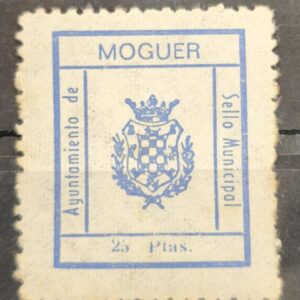 MOGUER
Ayuntamiento de
Sello Municipal
25 Ptas.